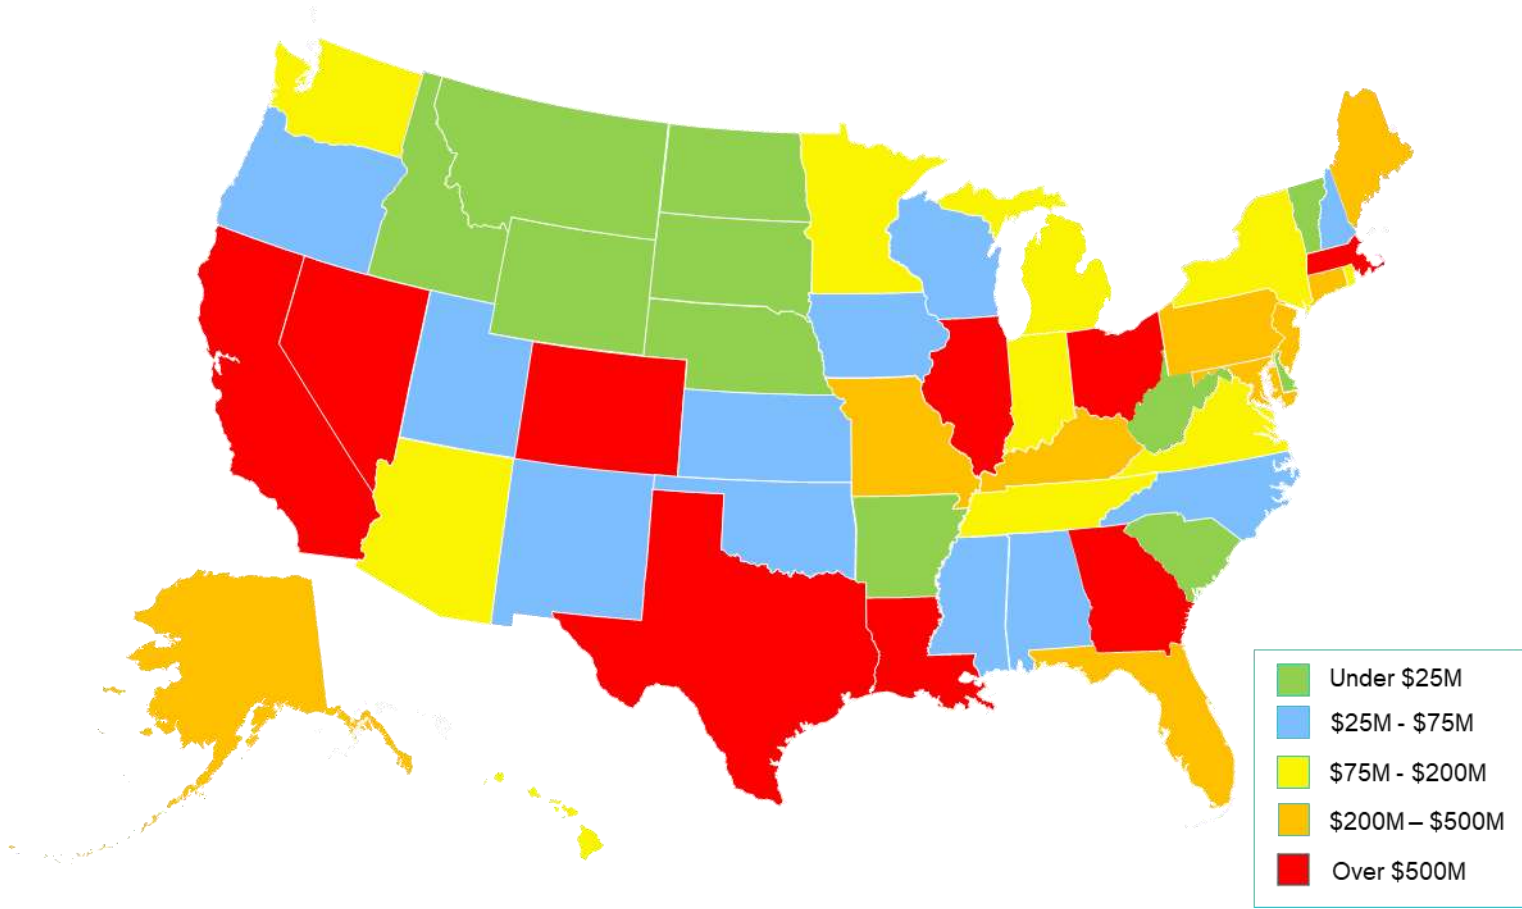 Under $25M
$25M - $75M
$75M - $200M
$200M – $500M
Over $500M